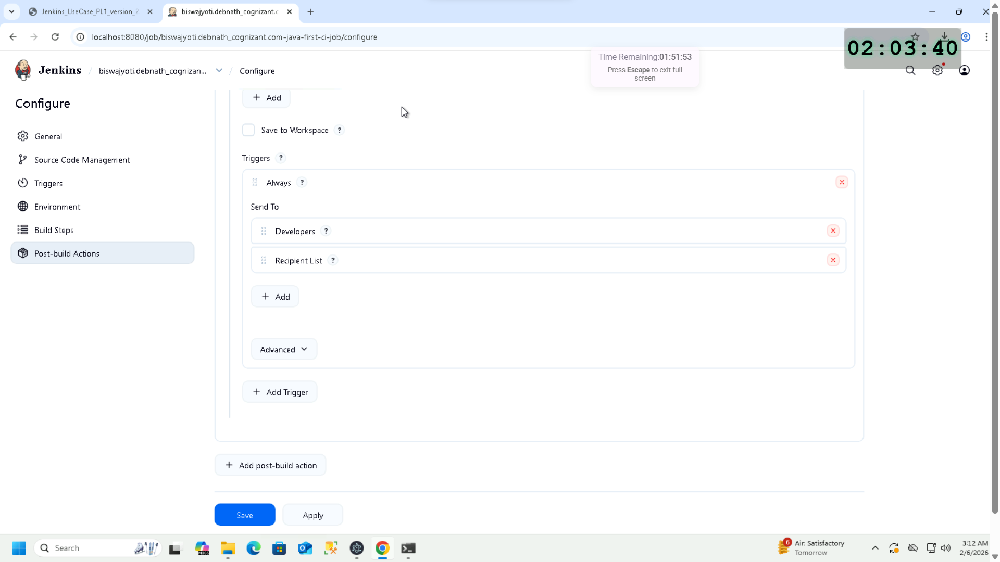 Jenkins_UseCase_PL1_version_2
biswajyoti.debnath_cognizant.c
localhost:8080/job/biswajyoti.debnath_cognizant.com-java-first-ci-job/configure
02:03:40
Time Remaining:01:51:53
Press Escape to exit full
screen
Jenkins / biswajyoti.debnath_cognizan... / Configure
Configure
General
Source Code Management
Triggers
Environment
Build Steps
Post-build Actions
+ Add
Save to Workspace ?
Triggers ?
Always ?
Send To
Developers ?
Recipient List ?
+ Add
Advanced
+ Add Trigger
+ Add post-build action
Save
Apply
Search
M365
6
Air: Satisfactory
Tomorrow
3:12 AM
2/6/2026